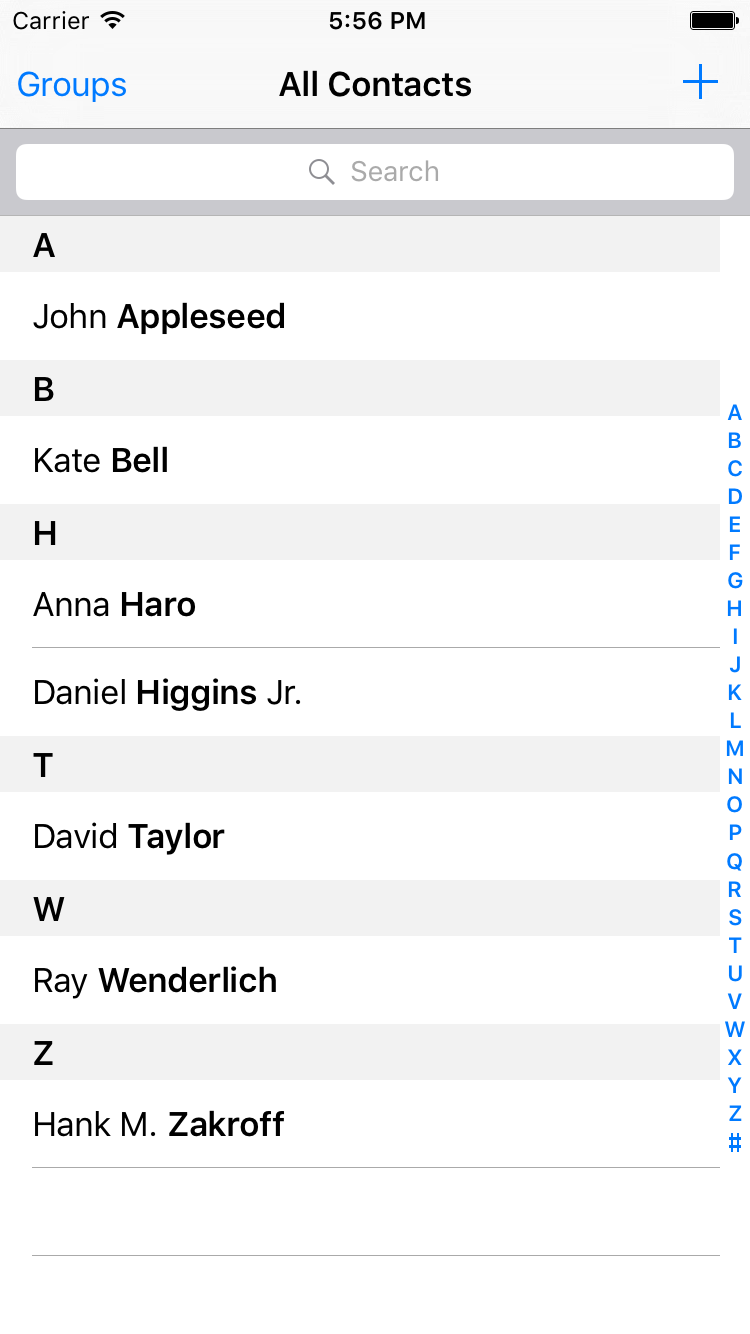 Carrier 5:56 PM
Groups All Contacts +
Search
A
John Appleseed
B
Kate Bell
H
Anna Haro
Daniel Higgins Jr.
T
David Taylor
W
Ray Wenderlich
Z
Hank M. Zakroff
A
B
C
D
E
F
G
H
I
J
K
L
M
N
O
P
Q
R
S
T
U
V
W
X
Y
Z
#